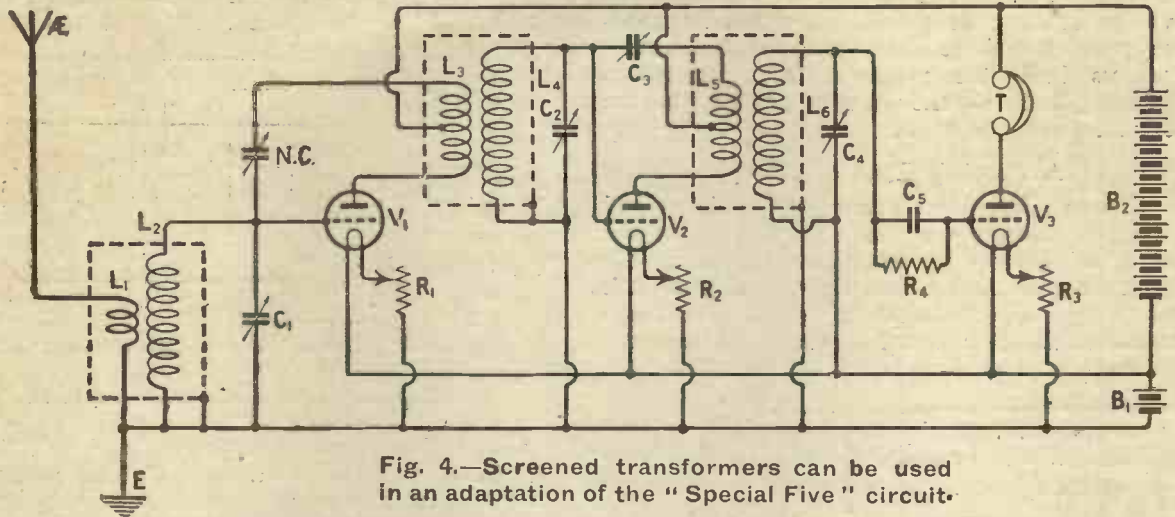 Æ
L3
L4
C2
C3
L5
L6
C4
T
N.C.
L2
V1
V2
C5
V3
B2
L1
C1
R1
R2
R4
R3
B1
E
Fig. 4.—Screened transformers can be used
in an adaptation of the “Special Five” circuit.